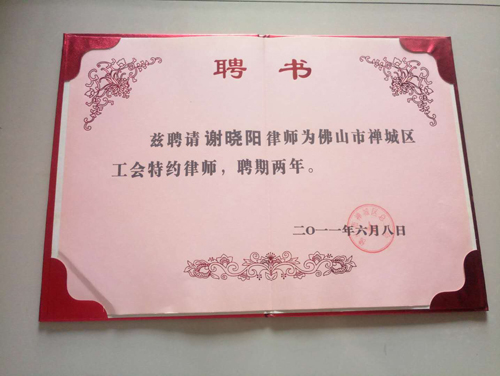 聘书
兹聘请谢晓阳律师为佛山市禅城区
工会特约律师，聘期两年。
二〇一一年六月八日